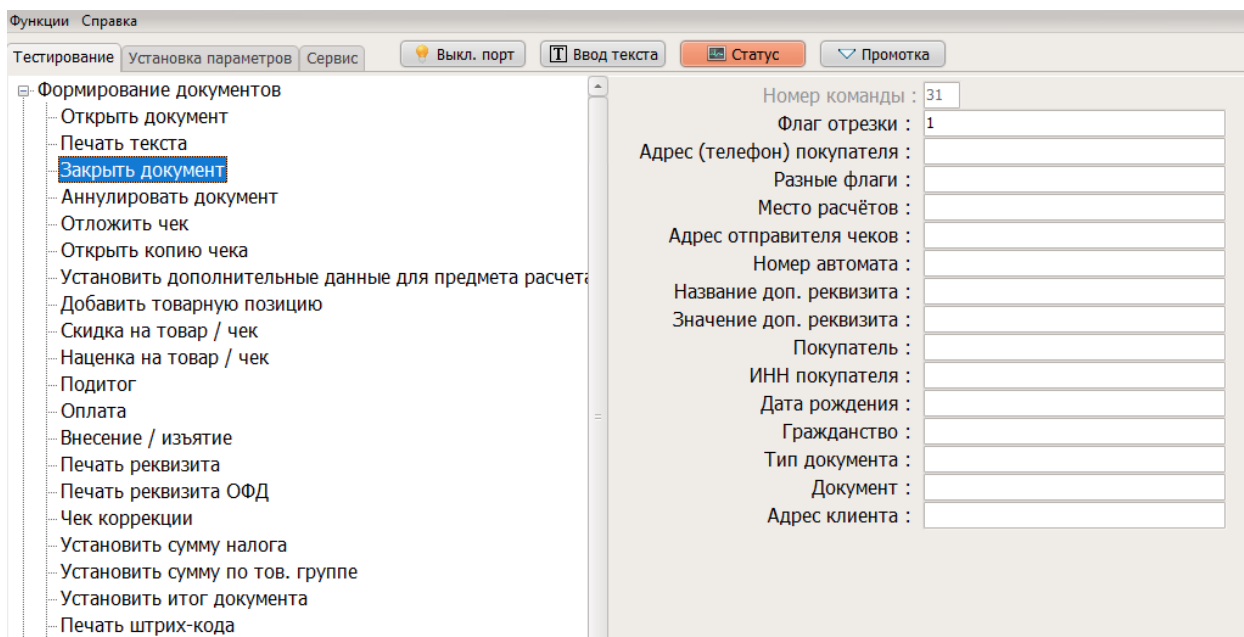 Функции Справка
Тестирование Установка параметров Сервис Выкл. порт T Ввод текста Статус Промотка
Формирование документов
Открыть документ
Печать текста
Закрыть документ
Аннулировать документ
Отложить чек
Открыть копию чека
Установить дополнительные данные для предмета расчета
Добавить товарную позицию
Скидка на товар / чек
Наценка на товар / чек
Подитог
Оплата
Внесение / изъятие
Печать реквизита
Печать реквизита ОФД
Чек коррекции
Установить сумму налога
Установить сумму по тов. группе
Установить итог документа
Печать штрих-кода
Номер команды : 31
Флаг отрезки : 1
Адрес (телефон) покупателя :
Разные флаги :
Место расчётов :
Адрес отправителя чеков :
Номер автомата :
Название доп. реквизита :
Значение доп. реквизита :
Покупатель :
ИНН покупателя :
Дата рождения :
Гражданство :
Тип документа :
Документ :
Адрес клиента :